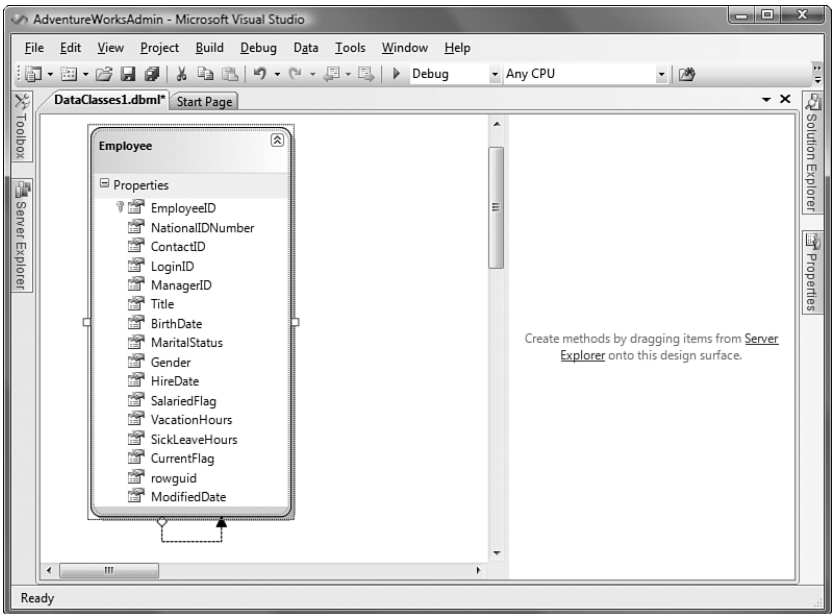 AdventureWorksAdmin - Microsoft Visual Studio
File Edit View Project Build Debug Data Tools Window Help
Debug Any CPU
DataClasses1.dbml* Start Page
Toolbox
Server Explorer
Employee
Properties
EmployeeID
NationalIDNumber
ContactID
LoginID
ManagerID
Title
BirthDate
MaritalStatus
Gender
HireDate
SalariedFlag
VacationHours
SickLeaveHours
CurrentFlag
rowguid
ModifiedDate
Create methods by dragging items from Server
Explorer onto this design surface.
Solution Explorer
Properties
Ready